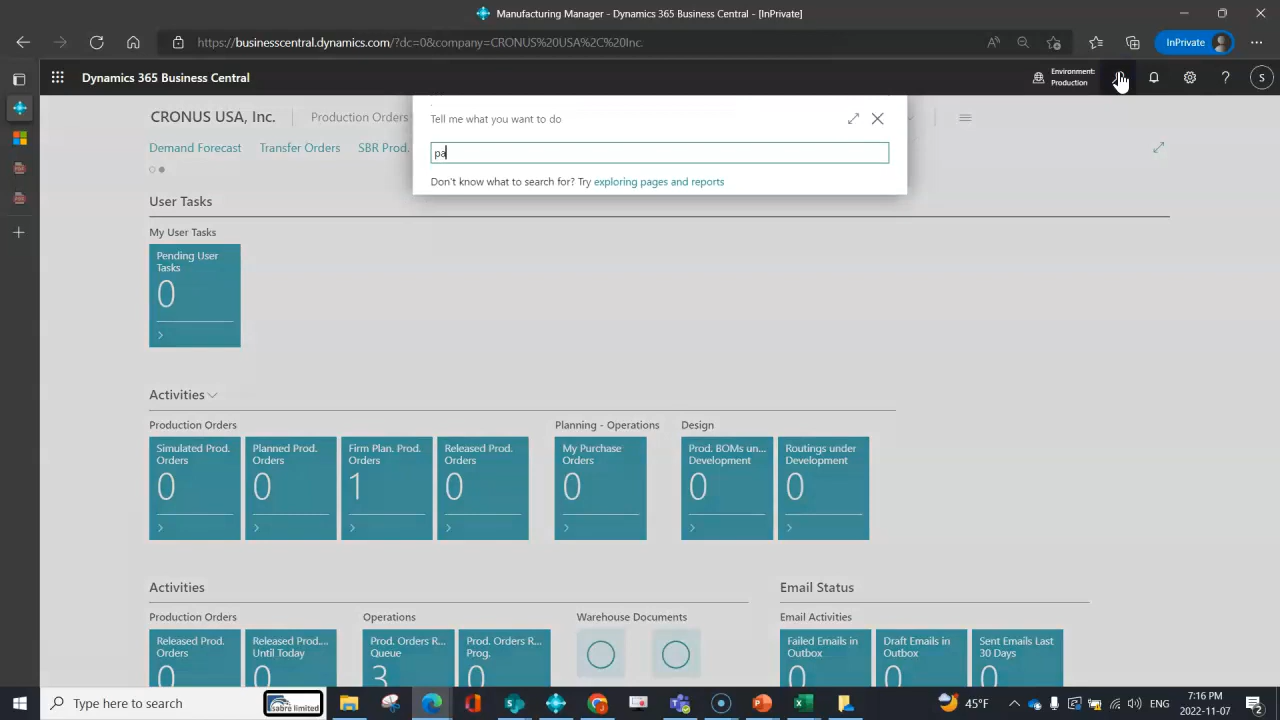 Manufacturing Manager - Dynamics 365 Business Central - [InPrivate]
https://businesscentral.dynamics.com/?dc=0&company=CRONUS%20USA%2C%20Inc.
InPrivate
Dynamics 365 Business Central
Environment:
Production
S
CRONUS USA, Inc.
Production Orders
Demand Forecast
Transfer Orders
SBR Prod.
Tell me what you want to do
pa
Don't know what to search for? Try exploring pages and reports
User Tasks
My User Tasks
Pending User
Tasks
0
Activities
Production Orders
Planning - Operations
Design
Simulated Prod.
Orders
0
Planned Prod.
Orders
0
Firm Plan. Prod.
Orders
1
Released Prod.
Orders
0
My Purchase
Orders
0
Prod. BOMs un...
Development
0
Routings under
Development
0
Activities
Email Status
Production Orders
Operations
Warehouse Documents
Email Activities
Released Prod.
Orders
0
Released Prod....
Until Today
0
Prod. Orders R...
Queue
3
Prod. Orders R...
Prog.
0
Failed Emails in
Outbox
0
Draft Emails in
Outbox
0
Sent Emails Last
30 Days
0
Type here to search
sabre limited
45°F
7:16 PM
2022-11-07
2